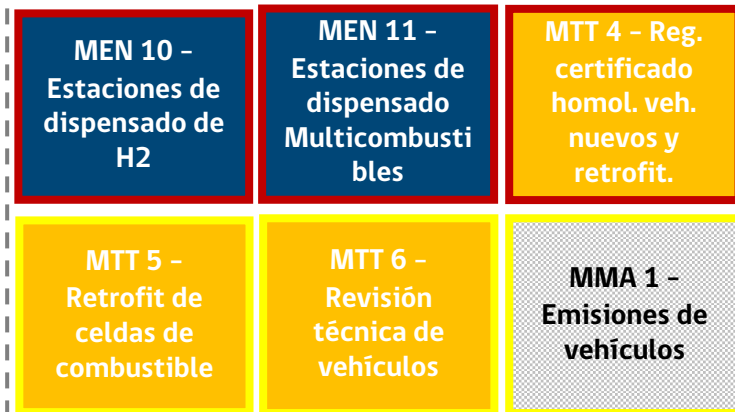 MEN 10 –
Estaciones de
dispensado de
H2
MEN 11 –
Estaciones de
dispensado
Multicombusti
bles
MTT 4 – Reg.
certificado
homol. veh.
nuevos y
retrofit.
MTT 5 –
Retrofit de
celdas de
combustible
MTT 6 –
Revisión
técnica de
vehículos
MMA 1 –
Emisiones de
vehículos